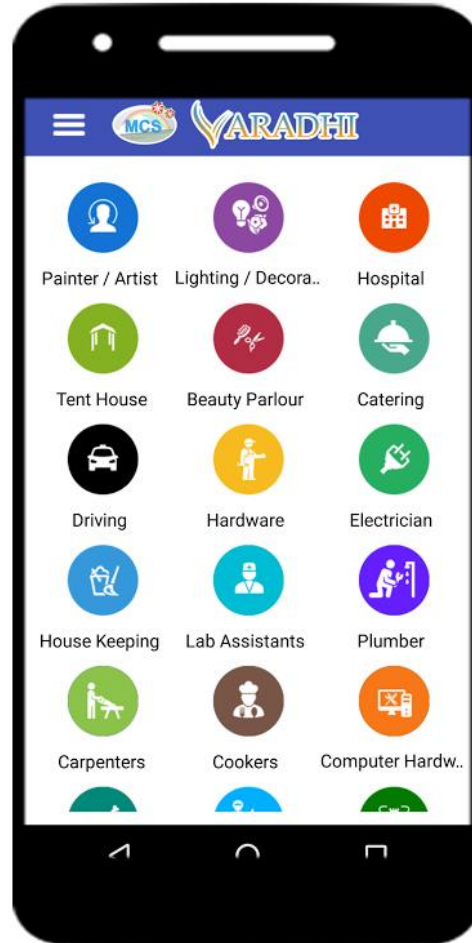 MCS VARADHI
Painter / Artist Lighting / Decora.. Hospital
Tent House Beauty Parlour Catering
Driving Hardware Electrician
House Keeping Lab Assistants Plumber
Carpenters Cookers Computer Hardw..